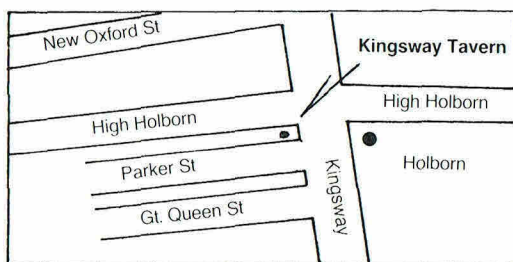 New Oxford St
Kingsway Tavern
High Holborn
High Holborn
Parker St
Kingsway
Holborn
Gt. Queen St